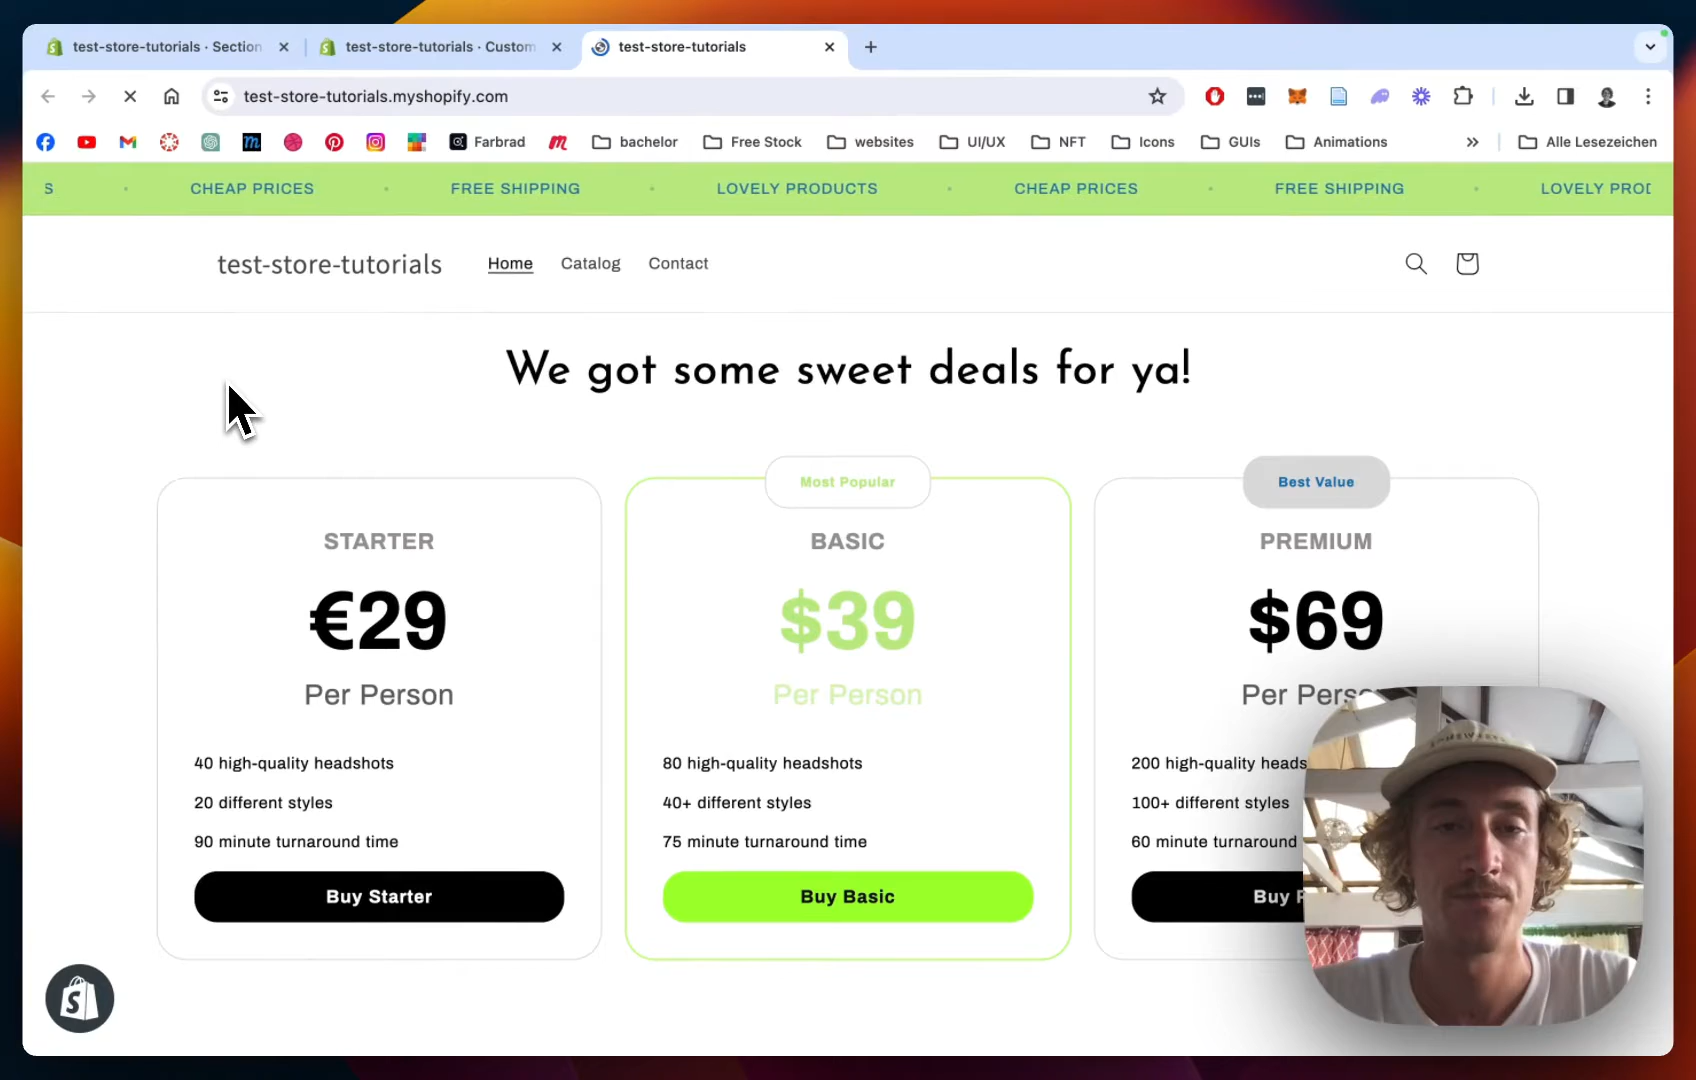 test-store-tutorials · Section
test-store-tutorials · Custom
test-store-tutorials
test-store-tutorials.myshopify.com
Farbrad
bachelor
Free Stock
websites
UI/UX
NFT
Icons
GUIs
Animations
Alle Lesezeichen
S · CHEAP PRICES · FREE SHIPPING · LOVELY PRODUCTS · CHEAP PRICES · FREE SHIPPING · LOVELY PROD
test-store-tutorials
Home
Catalog
Contact
We got some sweet deals for ya!
STARTER
€29
Per Person
40 high-quality headshots
20 different styles
90 minute turnaround time
Buy Starter
Most Popular
BASIC
$39
Per Person
80 high-quality headshots
40+ different styles
75 minute turnaround time
Buy Basic
Best Value
PREMIUM
$69
Per Perso
200 high-quality heads
100+ different styles
60 minute turnaround
Buy